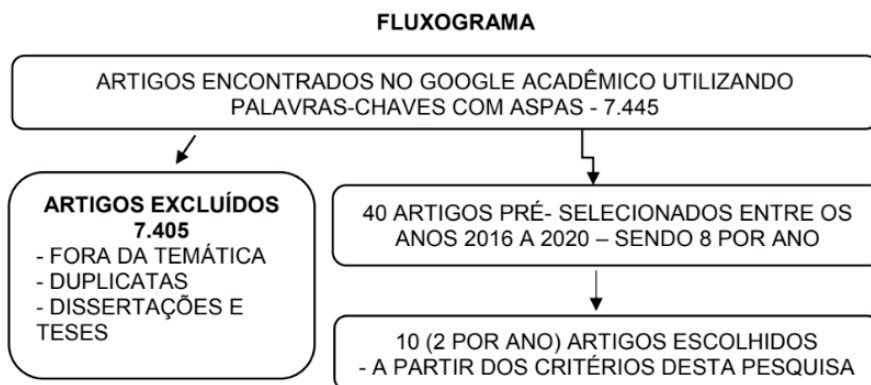 FLUXOGRAMA
ARTIGOS ENCONTRADOS NO GOOGLE ACADÊMICO UTILIZANDO
PALAVRAS-CHAVES COM ASPAS - 7.445
ARTIGOS EXCLUÍDOS
7.405
- FORA DA TEMÁTICA
- DUPLICATAS
- DISSERTAÇÕES E
TESES
40 ARTIGOS PRÉ- SELECIONADOS ENTRE OS
ANOS 2016 A 2020 – SENDO 8 POR ANO
10 (2 POR ANO) ARTIGOS ESCOLHIDOS
- A PARTIR DOS CRITÉRIOS DESTA PESQUISA